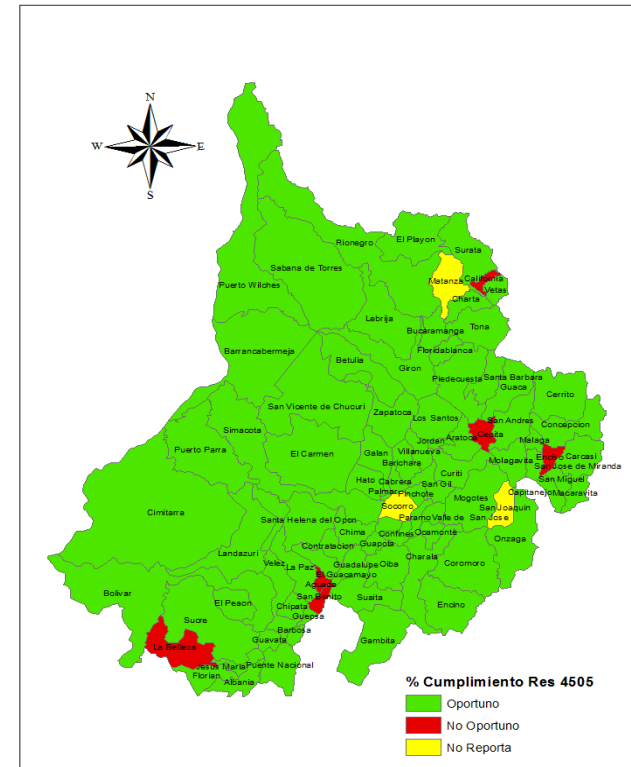 N
W
E
S
El Playon
Rionegro
Surata
Sabana de Torres
Matanza
California
Puerto Wilches
Vetas
Charta
Lebrija
Bucaramanga
Tona
Barrancabermeja
Floridablanca
Betulia
Giron
Piedecuesta
Santa Barbara
Guaca
Cerrito
San Vicente de Chucuri
Zapatoca
Los Santos
San Andres
Concepcion
Simacota
Jordan
Aratoca
Cepita
Malaga
Puerto Parra
El Carmen
Galan
Villanueva
Enciso
Carcasi
Barichara
Molagavita
San Jose de Miranda
Hato
Cabrera
Curiti
San Gil
San Miguel
Palmar
Pinchote
Mogotes
Capitanejo
Macaravita
Cimitarra
Socorro
San Joaquin
Santa Helena del Opon
Paramo
Valle de
San Jose
Chima
Confines
Ocamonte
Onzaga
Landazuri
Contratacion
Guapota
Charala
Velez
La Paz
Guadalupe
Oiba
Coromoro
El Guacamayo
Bolivar
Aguada
El Peaon
San Benito
Suaita
Chipata
Encino
Sucre
Guepsa
Barbosa
Guavata
Gambita
La Belleza
Jesus Maria
Puente Nacional
Florian
Albania
% Cumplimiento Res 4505
Oportuno
No Oportuno
No Reporta